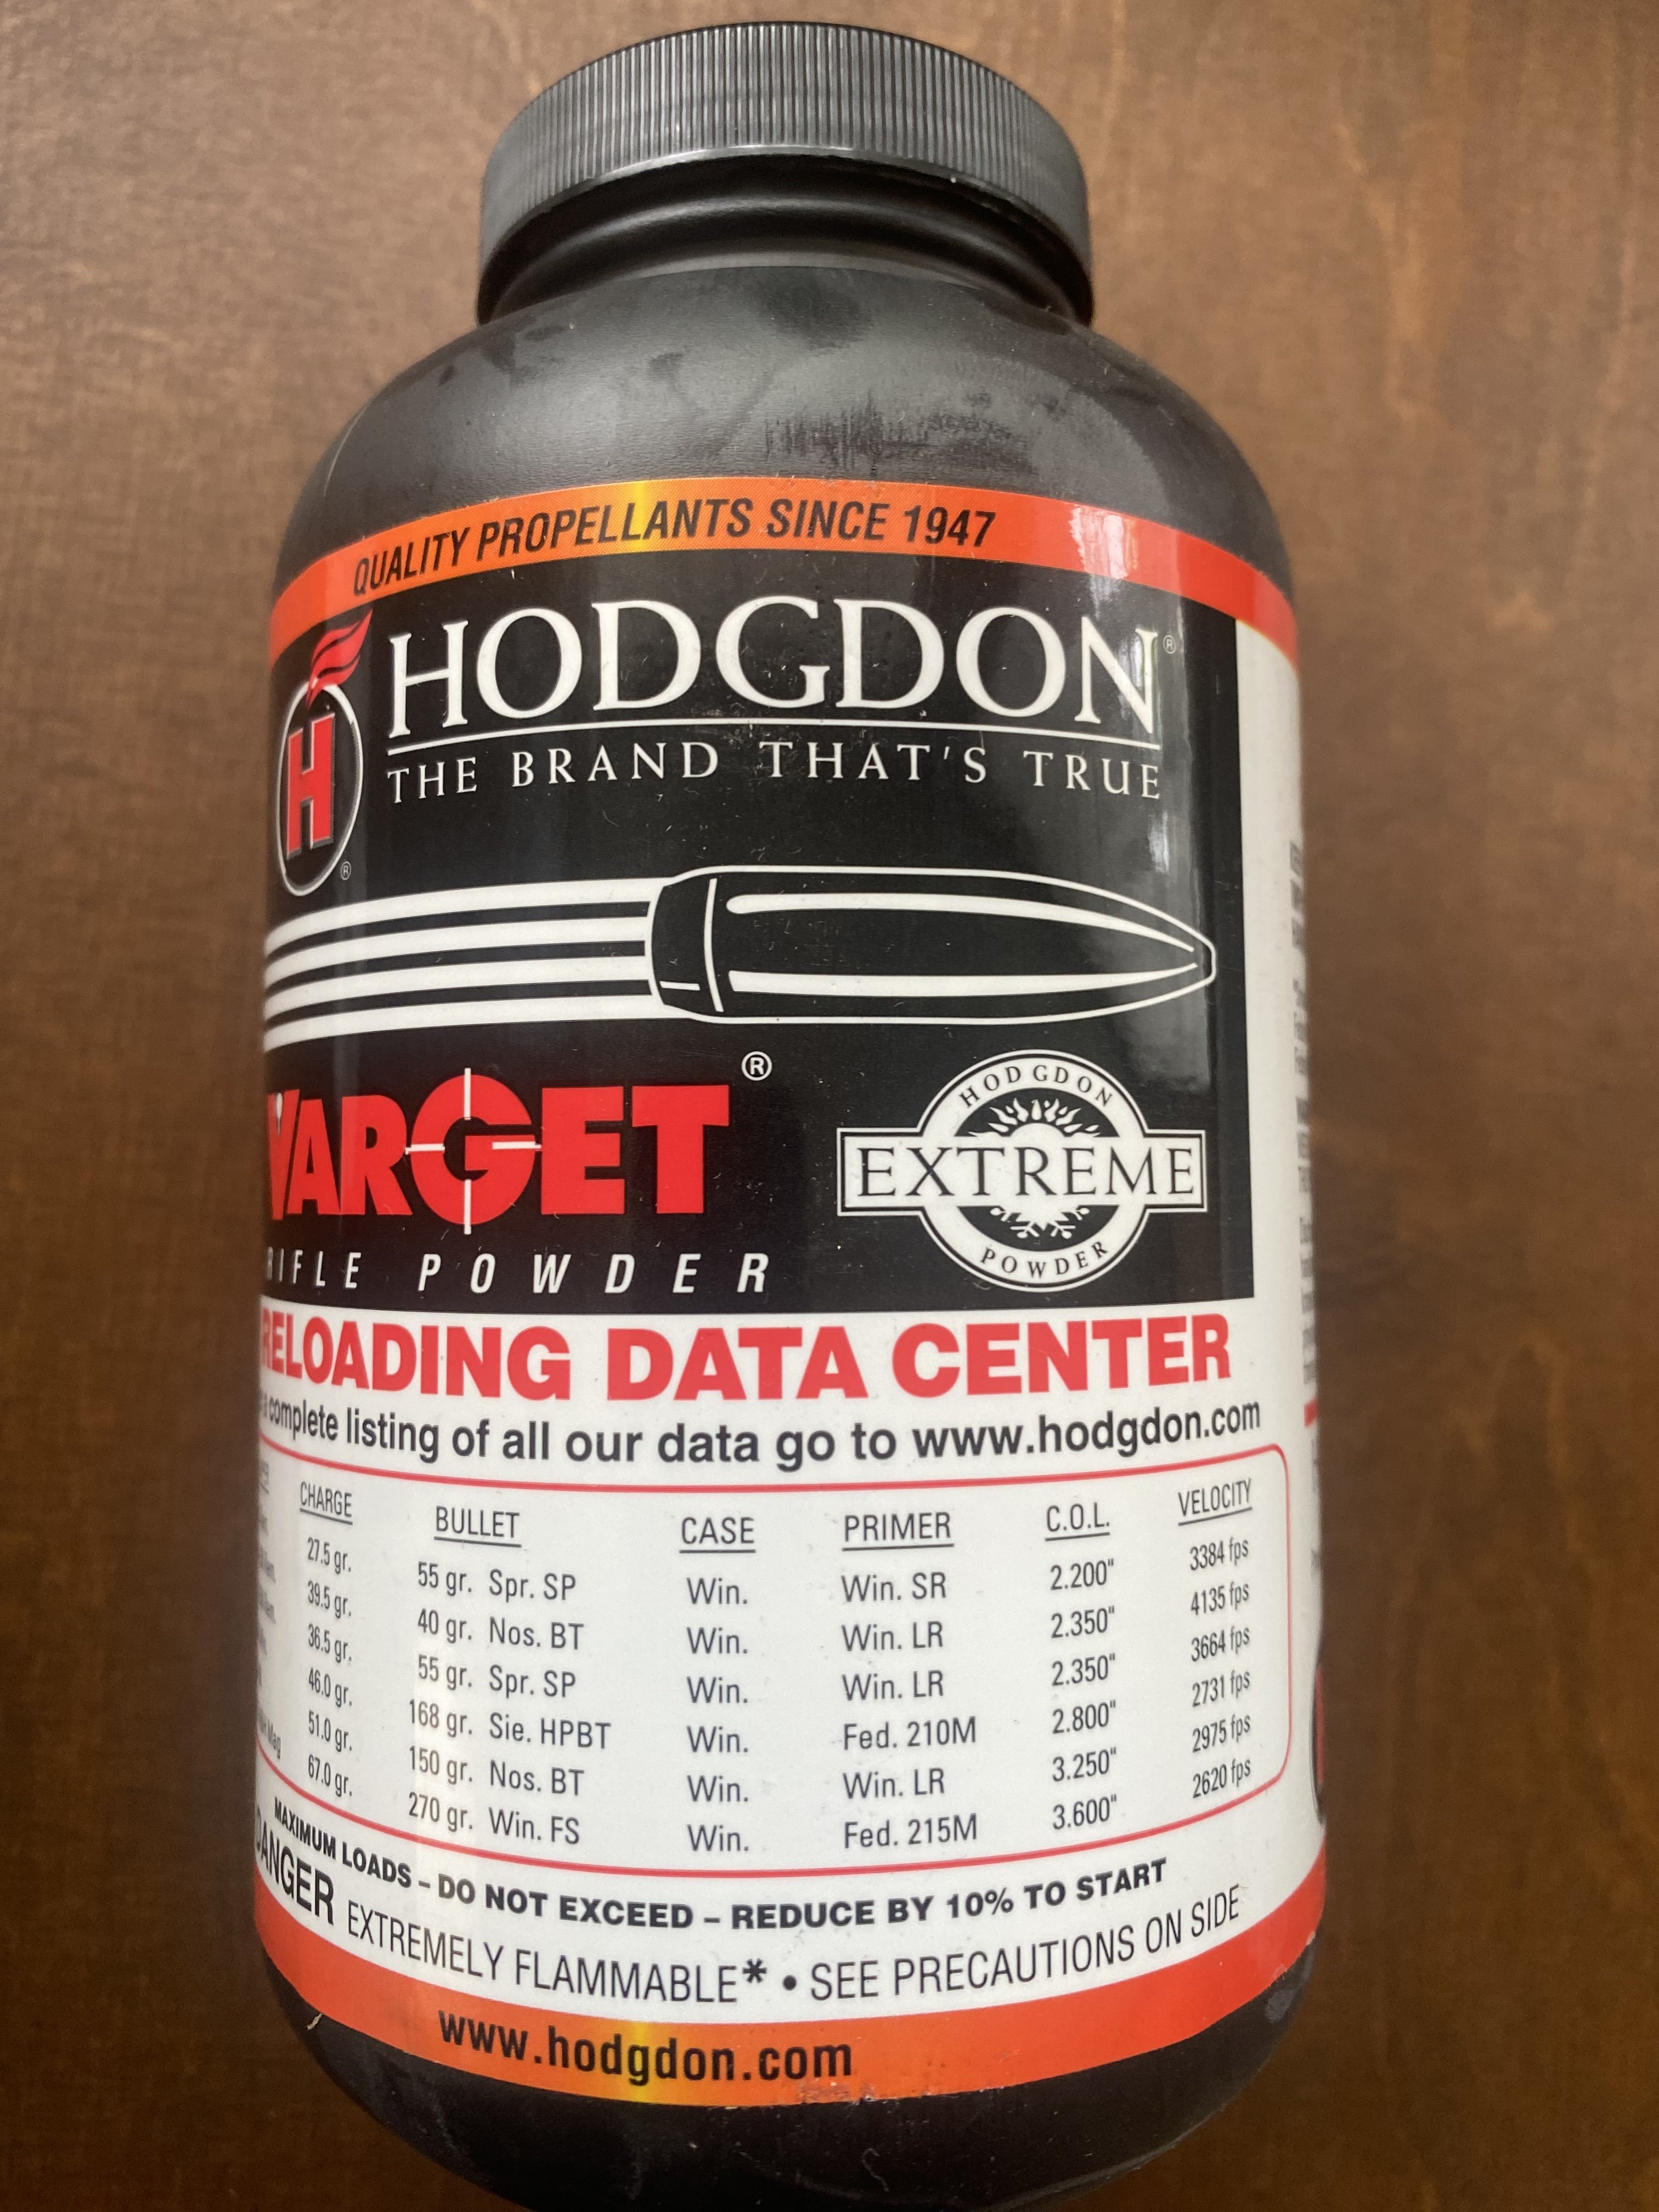 QUALITY PROPELLANTS SINCE 1947
H ®
HODGDON®
THE BRAND THAT'S TRUE
VARGET®
RIFLE POWDER
HODGDON
EXTREME
POWDER
RELOADING DATA CENTER
a complete listing of all our data go to www.hodgdon.com
CHARGE BULLET CASE PRIMER C.O.L. VELOCITY
27.5 gr. 55 gr. Spr. SP Win. Win. SR 2.200" 3384 fps
39.5 gr. 40 gr. Nos. BT Win. Win. LR 2.350" 4135 fps
36.5 gr. 55 gr. Spr. SP Win. Win. LR 2.350" 3664 fps
46.0 gr. 168 gr. Sie. HPBT Win. Fed. 210M 2.800" 2731 fps
51.0 gr. 150 gr. Nos. BT Win. Win. LR 3.250" 2975 fps
Mag 67.0 gr. 270 gr. Win. FS Win. Fed. 215M 3.600" 2620 fps
MAXIMUM LOADS – DO NOT EXCEED – REDUCE BY 10% TO START
DANGER EXTREMELY FLAMMABLE* • SEE PRECAUTIONS ON SIDE
www.hodgdon.com